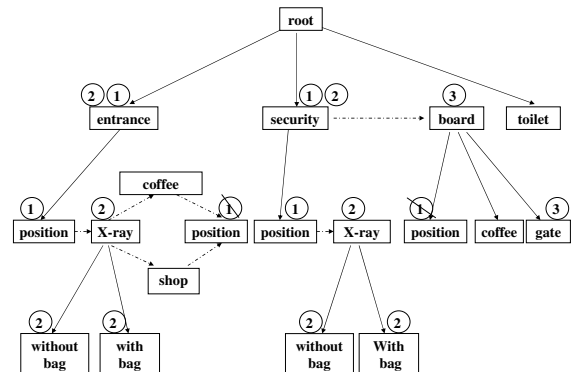 root
2 1
1 2
3
entrance
security
board
toilet
coffee
1
2
1
1
2
1
3
position
X-ray
position
position
X-ray
position
coffee
gate
shop
2
2
2
2
without
bag
with
bag
without
bag
With
bag